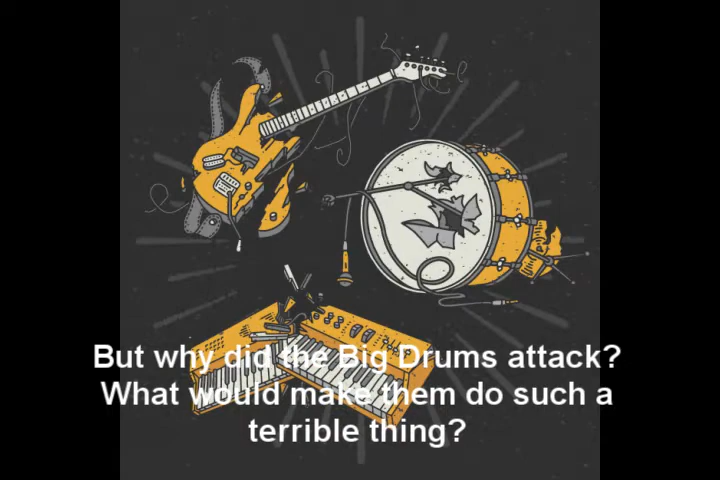 But why did the Big Drums attack?
What would make them do such a
terrible thing?